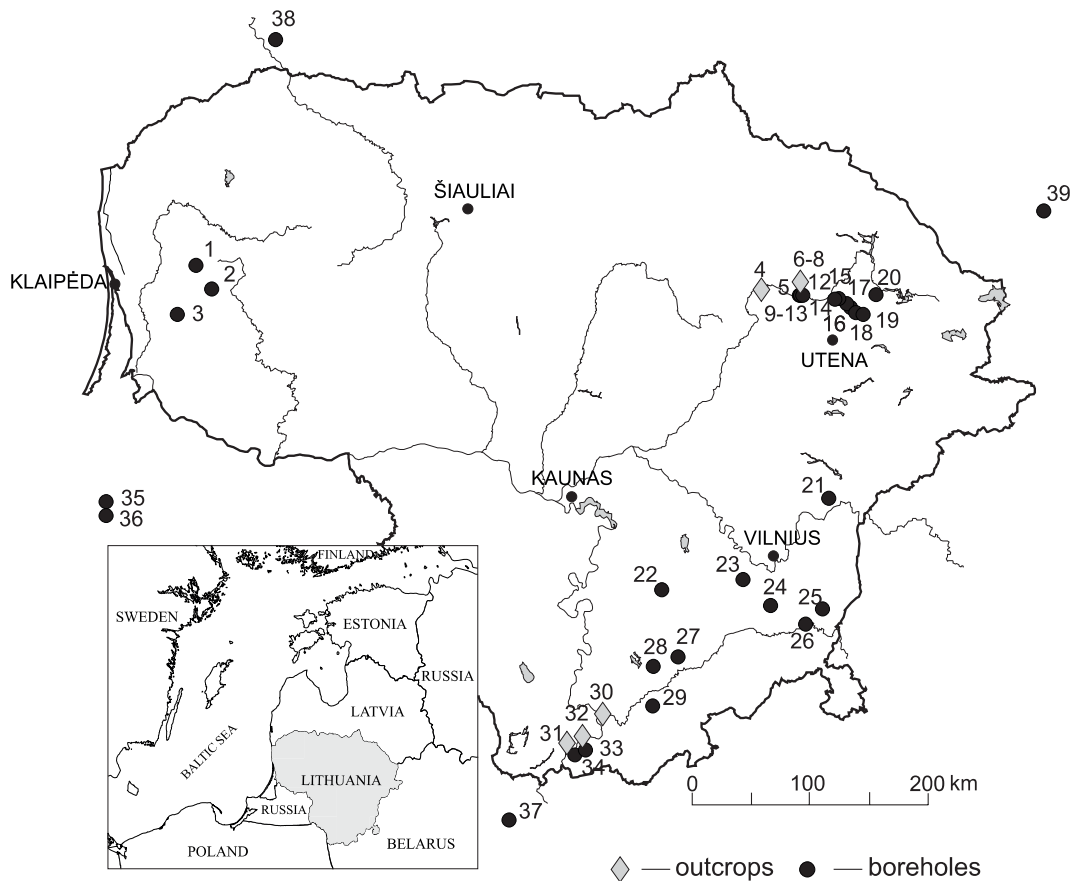 38
39
ŠIAULIAI
1
2
KLAIPĖDA
3
4
6-8
5
12
15
17
20
9-13
14
16
18
19
UTENA
KAUNAS
21
35
36
VILNIUS
22
23
24
25
26
28
27
29
30
31
32
33
34
37
FINLAND
SWEDEN
ESTONIA
RUSSIA
LATVIA
BALTIC SEA
LITHUANIA
RUSSIA
POLAND
BELARUS
0 100 200 km
outcrops
boreholes